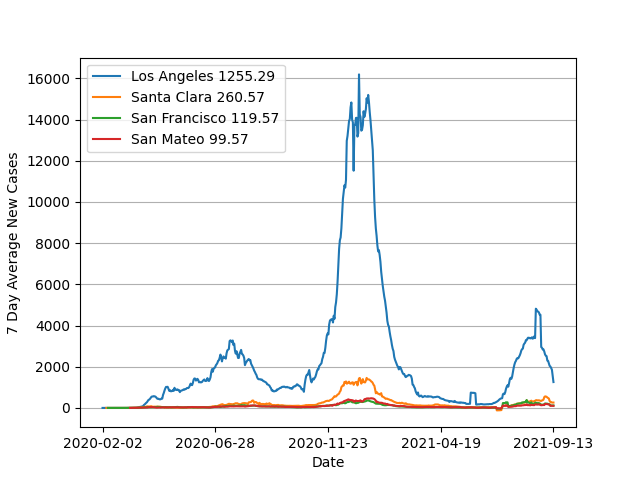 Los Angeles 1255.29
Santa Clara 260.57
San Francisco 119.57
San Mateo 99.57
7 Day Average New Cases
16000
14000
12000
10000
8000
6000
4000
2000
0
2020-02-02 2020-06-28 2020-11-23 2021-04-19 2021-09-13
Date